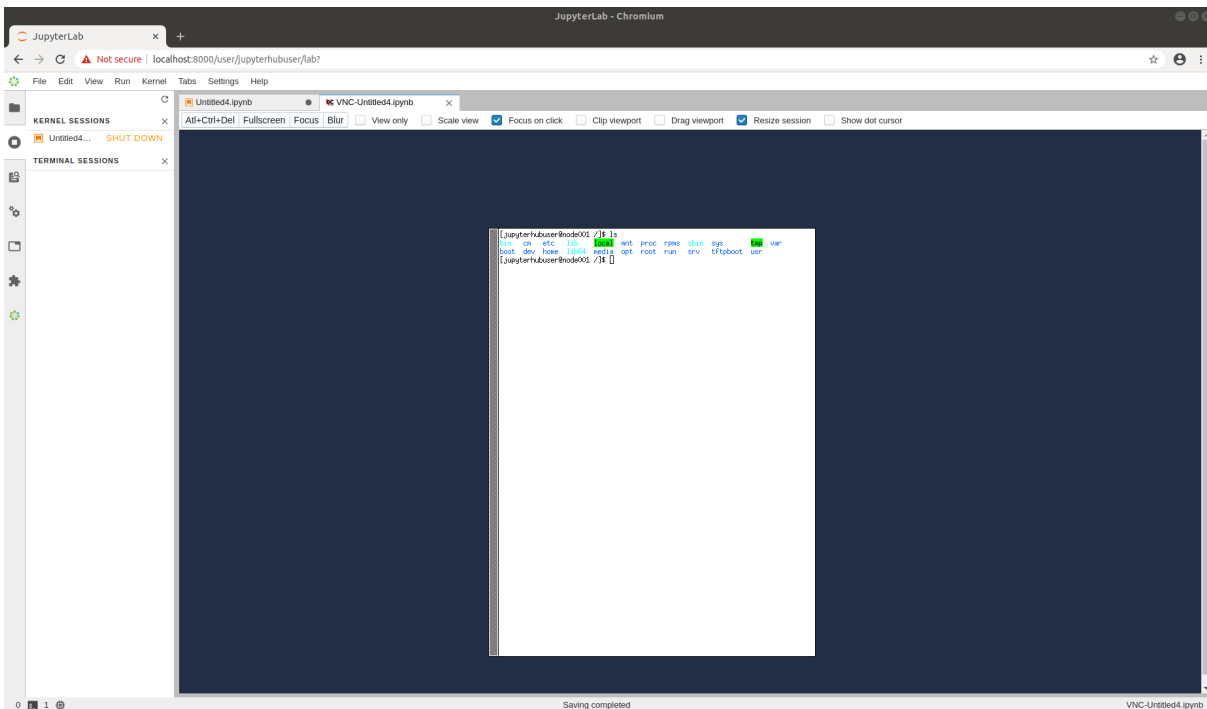 JupyterLab - Chromium
JupyterLab × +
Not secure | localhost:8000/user/jupyterhubuser/lab?
File Edit View Run Kernel Tabs Settings Help
Untitled4.ipynb VNC-Untitled4.ipynb ×
KERNEL SESSIONS ×
Atl+Ctrl+Del Fullscreen Focus Blur View only Scale view Focus on click Clip viewport Drag viewport Resize session Show dot cursor
Untitled4... SHUT DOWN
TERMINAL SESSIONS ×
[jupyterhubuser@node001 /]$ ls
bin cm etc lib local mnt proc rpms sbin sys tmp var
boot dev home lib64 media opt root run srv tftpboot usr
[jupyterhubuser@node001 /]$
0 1 Saving completed VNC-Untitled4.ipynb